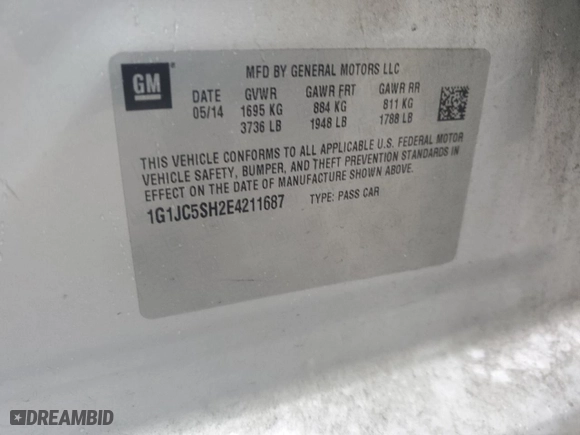 GM
MFD BY GENERAL MOTORS LLC
DATE GVWR GAWR FRT GAWR RR
05/14 1695 KG 884 KG 811 KG
3736 LB 1948 LB 1788 LB
THIS VEHICLE CONFORMS TO ALL APPLICABLE U.S. FEDERAL MOTOR
VEHICLE SAFETY, BUMPER, AND THEFT PREVENTION STANDARDS IN
EFFECT ON THE DATE OF MANUFACTURE SHOWN ABOVE.
1G1JC5SH2E4211687 TYPE: PASS CAR
DREAMBID